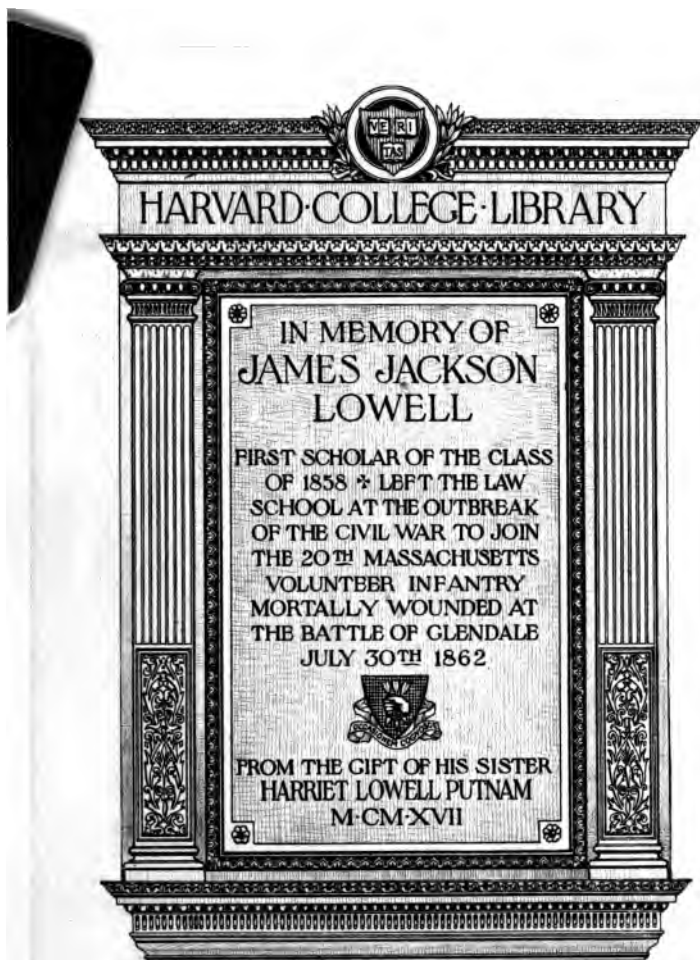 VE RI
TAS
HARVARD·COLLEGE·LIBRARY
IN MEMORY OF
JAMES JACKSON
LOWELL
FIRST SCHOLAR OF THE CLASS
OF 1858 ✣ LEFT THE LAW
SCHOOL AT THE OUTBREAK
OF THE CIVIL WAR TO JOIN
THE 20TH MASSACHUSETTS
VOLUNTEER INFANTRY
MORTALLY WOUNDED AT
THE BATTLE OF GLENDALE
JULY 30TH 1862
FROM THE GIFT OF HIS SISTER
HARRIET LOWELL PUTNAM
M·CM·XVII